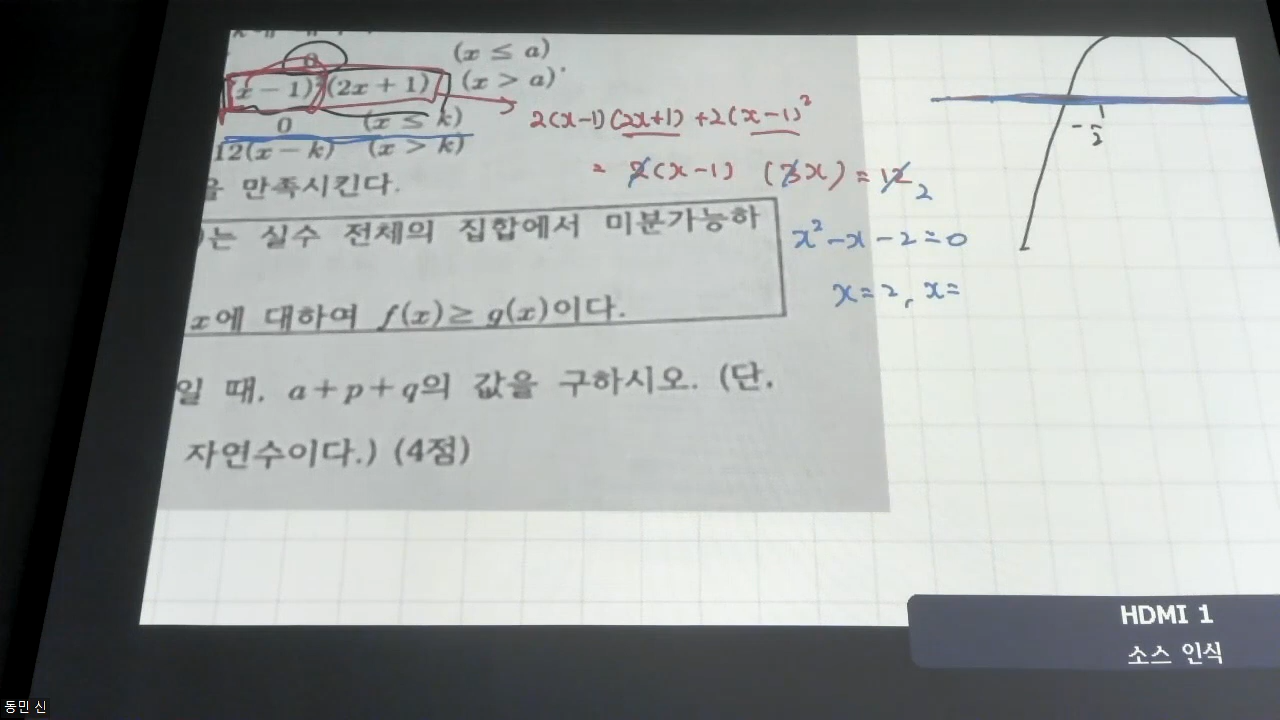 0 (x ≤ a)
(x − 1)²(2x + 1) (x > a)'
0 (x ≤ k)
12(x − k) (x > k)
을 만족시킨다.
)는 실수 전체의 집합에서 미분가능하
x에 대하여 f(x) ≥ g(x)이다.
일 때, a + p + q의 값을 구하시오. (단,
자연수이다.) (4점)
2(x-1)(2x+1) + 2(x-1)²
= 2(x-1) (3x) = 12 2
x² - x - 2 = 0
x = 2, x =
-1/2
HDMI 1
소스 인식
동민 신